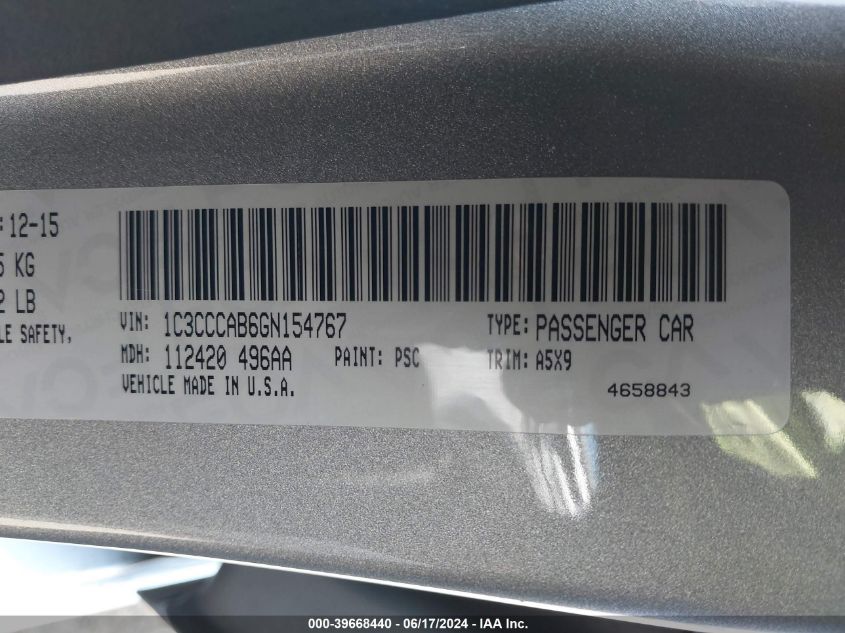 : 12-15
5 KG
2 LB
LE SAFETY,
VIN: 1C3CCCAB6GN154767 TYPE: PASSENGER CAR
MDH: 112420 496AA PAINT: PSC TRIM: A5X9
VEHICLE MADE IN U.S.A. 4658843
000-39668440 - 06/17/2024 - IAA Inc.